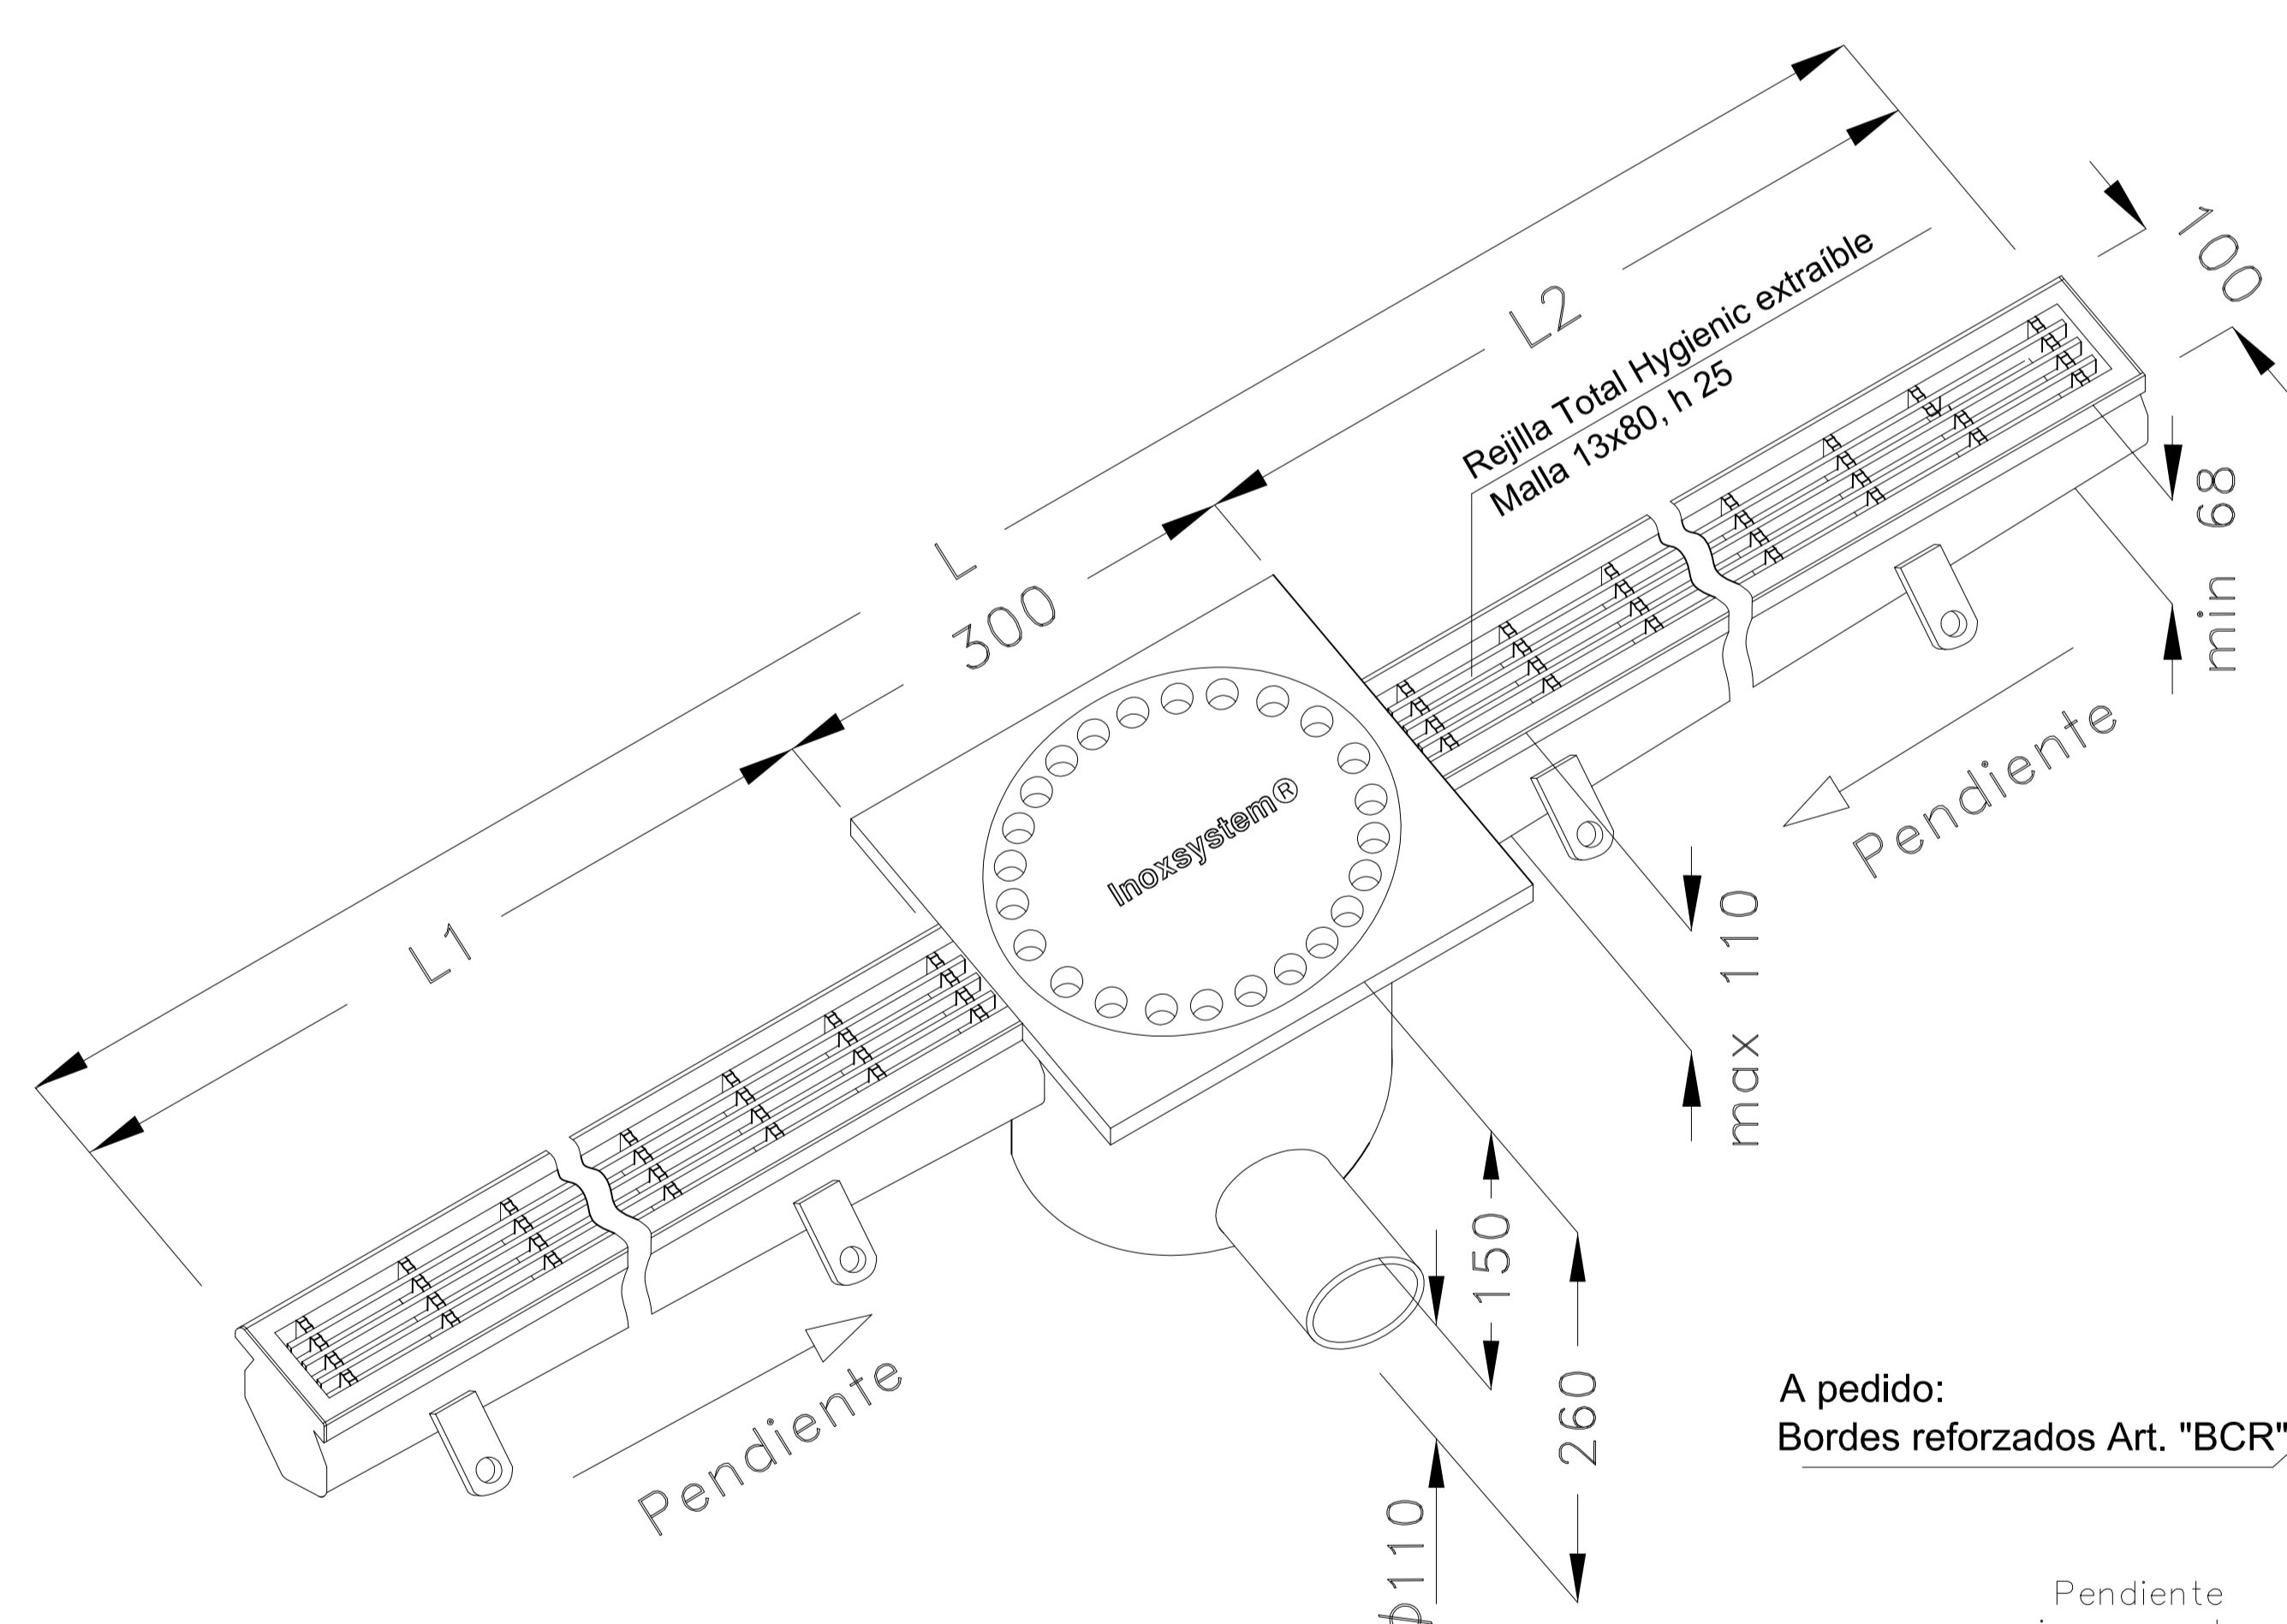 L
L2
100
Rejilla Total Hygienic extraíble
Malla 13x80, h 25
300
min 68
L1
Inoxsystem®
Pendiente
max 110
150
260
Pendiente
A pedido:
Bordes reforzados Art. "BCR"
ϕ110
Pendiente